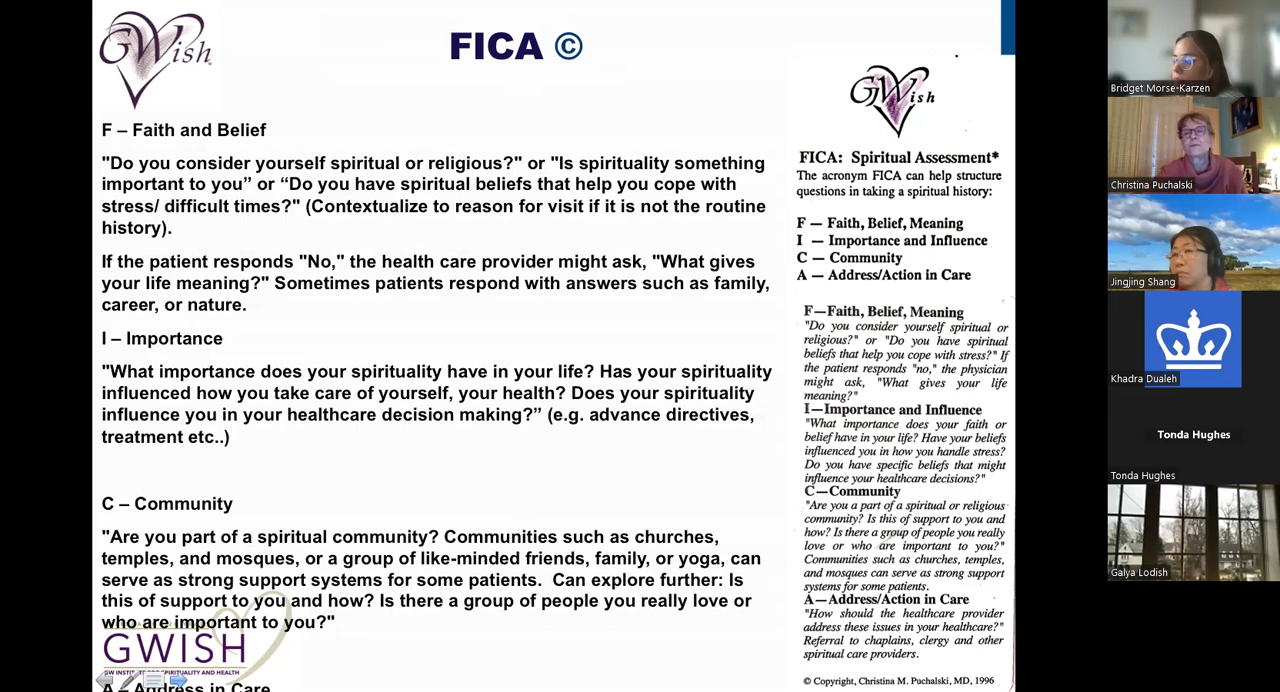 GWish
FICA ©
F – Faith and Belief
"Do you consider yourself spiritual or religious?" or "Is spirituality something
important to you” or “Do you have spiritual beliefs that help you cope with
stress/ difficult times?" (Contextualize to reason for visit if it is not the routine
history).
If the patient responds "No," the health care provider might ask, "What gives
your life meaning?" Sometimes patients respond with answers such as family,
career, or nature.
I – Importance
"What importance does your spirituality have in your life? Has your spirituality
influenced how you take care of yourself, your health? Does your spirituality
influence you in your healthcare decision making?” (e.g. advance directives,
treatment etc..)
C – Community
"Are you part of a spiritual community? Communities such as churches,
temples, and mosques, or a group of like-minded friends, family, or yoga, can
serve as strong support systems for some patients.  Can explore further: Is
this of support to you and how? Is there a group of people you really love or
who are important to you?"
GWISH
GW INSTITUTE FOR SPIRITUALITY AND HEALTH
A – Address in Care
GWish
FICA: Spiritual Assessment*
The acronym FICA can help structure
questions in taking a spiritual history:
F — Faith, Belief, Meaning
I — Importance and Influence
C — Community
A — Address/Action in Care
F—Faith, Belief, Meaning
"Do you consider yourself spiritual or
religious?" or "Do you have spiritual
beliefs that help you cope with stress?" If
the patient responds "no," the physician
might ask, "What gives your life
meaning?"
I—Importance and Influence
"What importance does your faith or
belief have in your life? Have your beliefs
influenced you in how you handle stress?
Do you have specific beliefs that might
influence your healthcare decisions?"
C—Community
"Are you a part of a spiritual or religious
community? Is this of support to you and
how? Is there a group of people you really
love or who are important to you?"
Communities such as churches, temples,
and mosques can serve as strong support
systems for some patients.
A—Address/Action in Care
"How should the healthcare provider
address these issues in your healthcare?"
Referral to chaplains, clergy and other
spiritual care providers.
© Copyright, Christina M. Puchalski, MD, 1996
Bridget Morse-Karzen
Christina Puchalski
Jingjing Shang
Khadra Dualeh
Tonda Hughes
Tonda Hughes
Galya Lodish